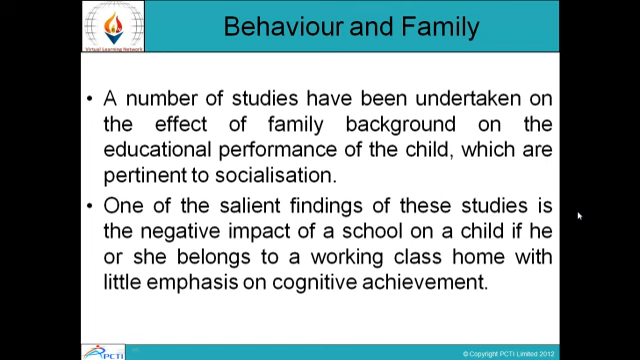 Behaviour and Family
Virtual Learning Network
• A number of studies have been undertaken on
the effect of family background on the
educational performance of the child, which are
pertinent to socialisation.
• One of the salient findings of these studies is
the negative impact of a school on a child if he
or she belongs to a working class home with
little emphasis on cognitive achievement.
PCTI
© Copyright PCTI Limited 2012